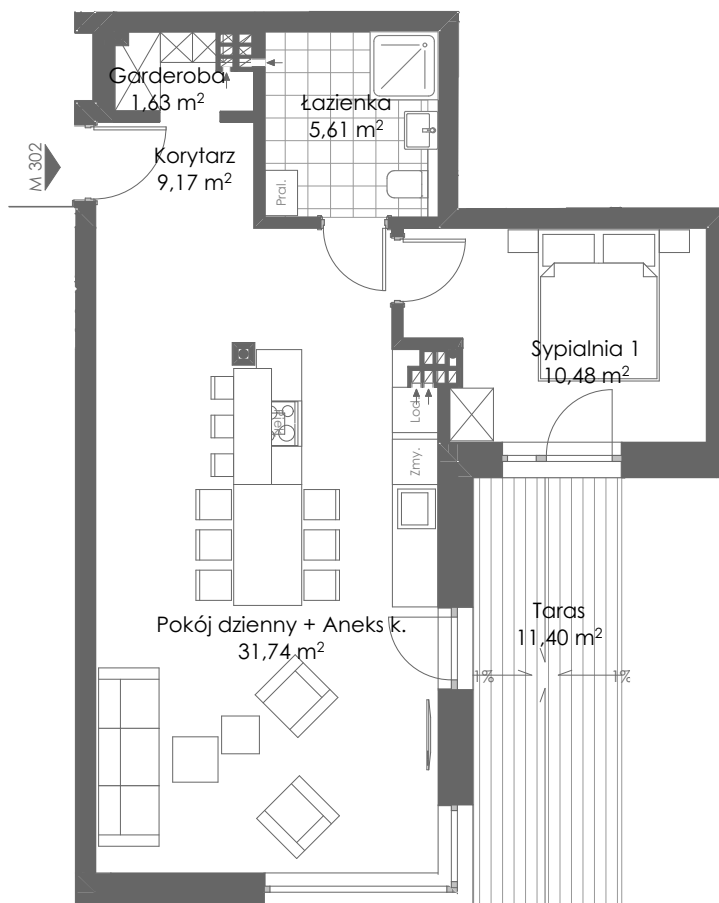 Garderoba
1,63 m²
Łazienka
5,61 m²
M 302
Korytarz
9,17 m²
Pral.
Sypialnia 1
10,48 m²
Lod.
Zmy.
Pokój dzienny + Aneks k.
31,74 m²
Taras
11,40 m²
1%
1%